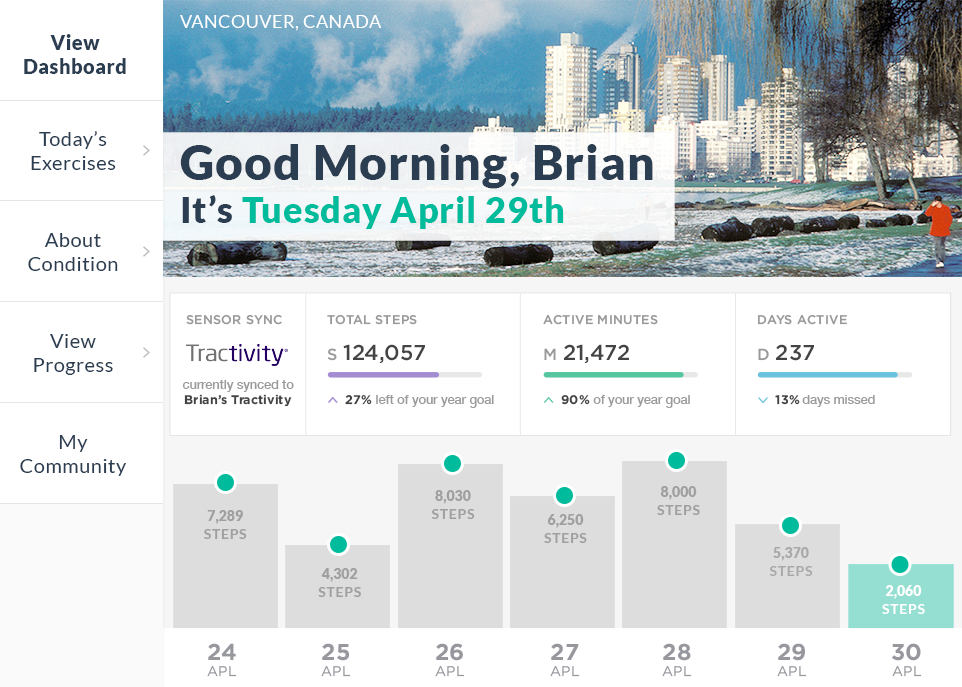 View
Dashboard
Today’s
Exercises
About
Condition
View
Progress
My
Community
VANCOUVER, CANADA
Good Morning, Brian
It’s Tuesday April 29th
SENSOR SYNC
Tractivity
currently synced to
Brian’s Tractivity
TOTAL STEPS
S 124,057
27% left of your year goal
ACTIVE MINUTES
M 21,472
90% of your year goal
DAYS ACTIVE
D 237
13% days missed
7,289
STEPS
4,302
STEPS
8,030
STEPS
6,250
STEPS
8,000
STEPS
5,370
STEPS
2,060
STEPS
24
APL
25
APL
26
APL
27
APL
28
APL
29
APL
30
APL